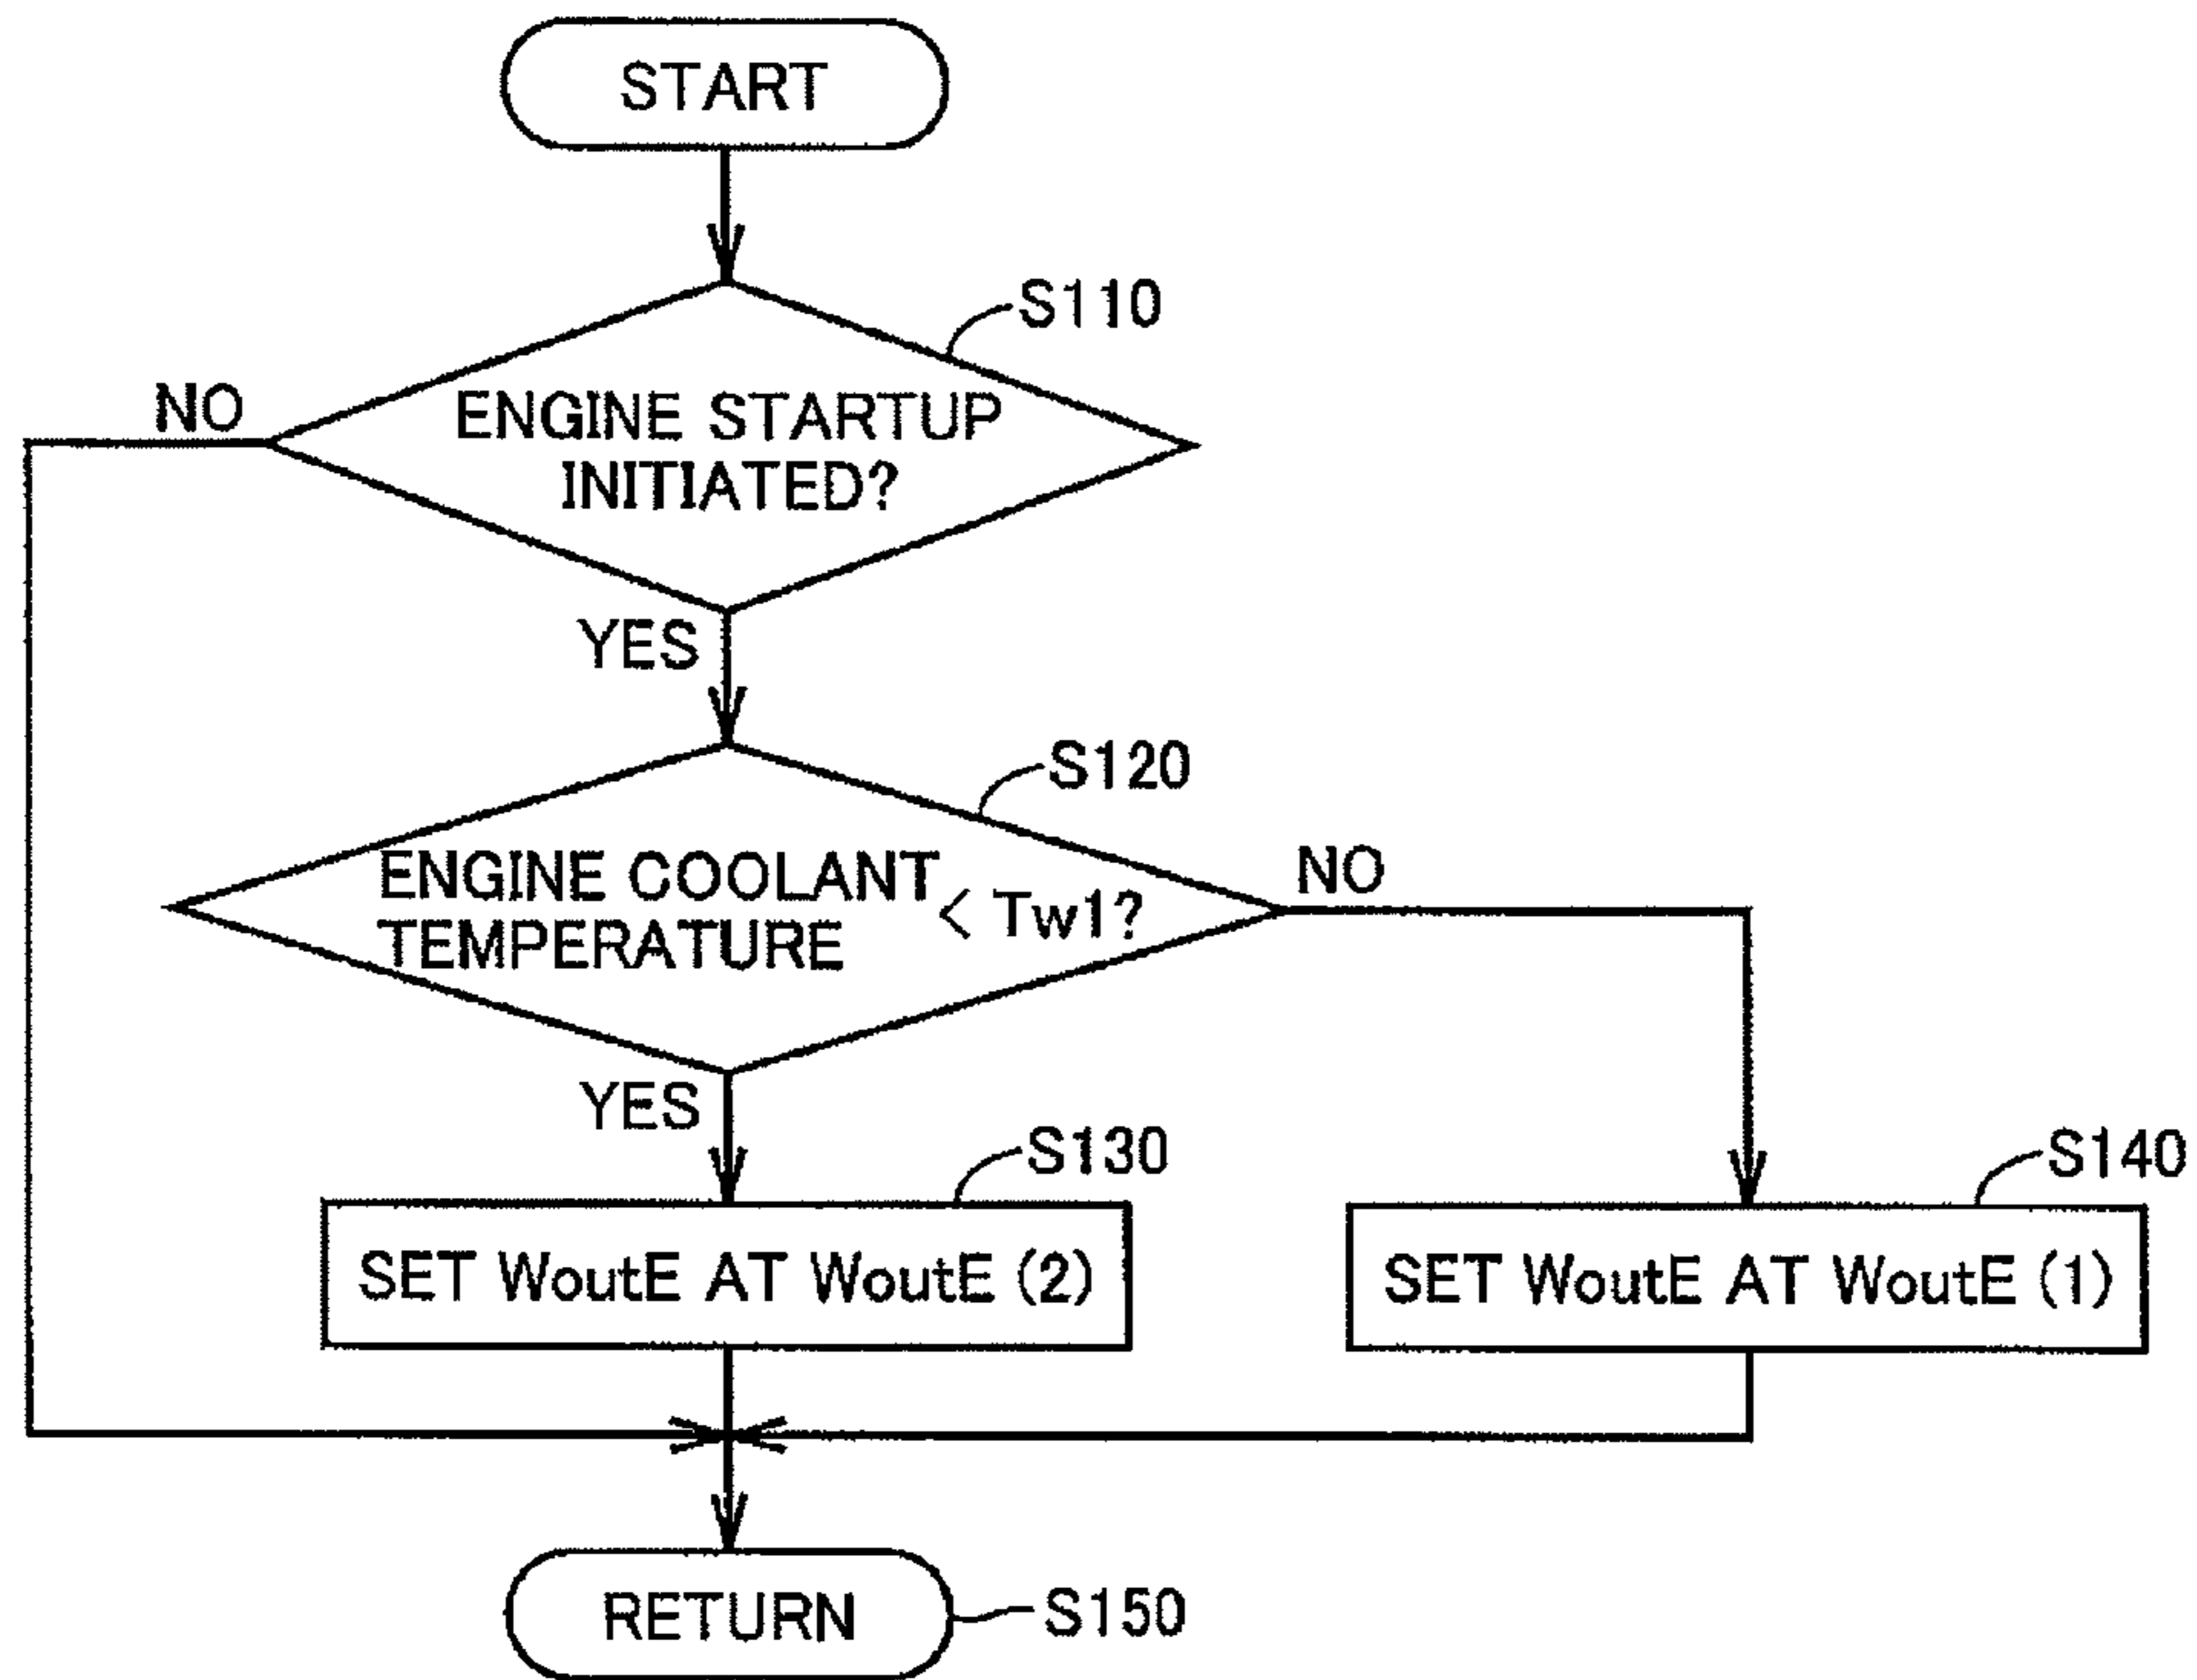 START
S110
NO
ENGINE STARTUP
INITIATED?
YES
S120
ENGINE COOLANT
TEMPERATURE
< Tw1?
NO
YES
S130
S140
SET WoutE AT WoutE (2)
SET WoutE AT WoutE (1)
RETURN
S150